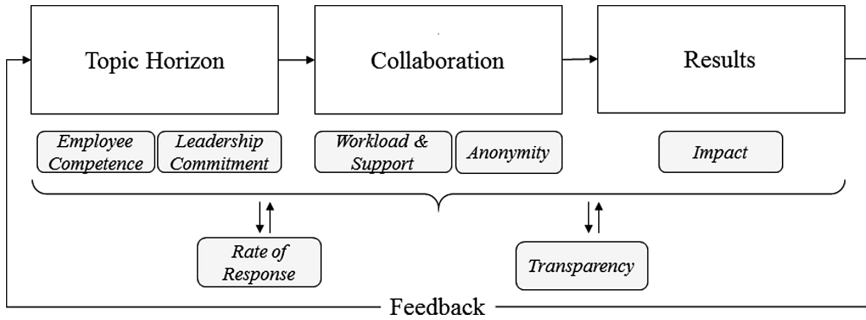 Topic Horizon
Collaboration
Results
Employee
Competence
Leadership
Commitment
Workload &
Support
Anonymity
Impact
Rate of
Response
Transparency
Feedback